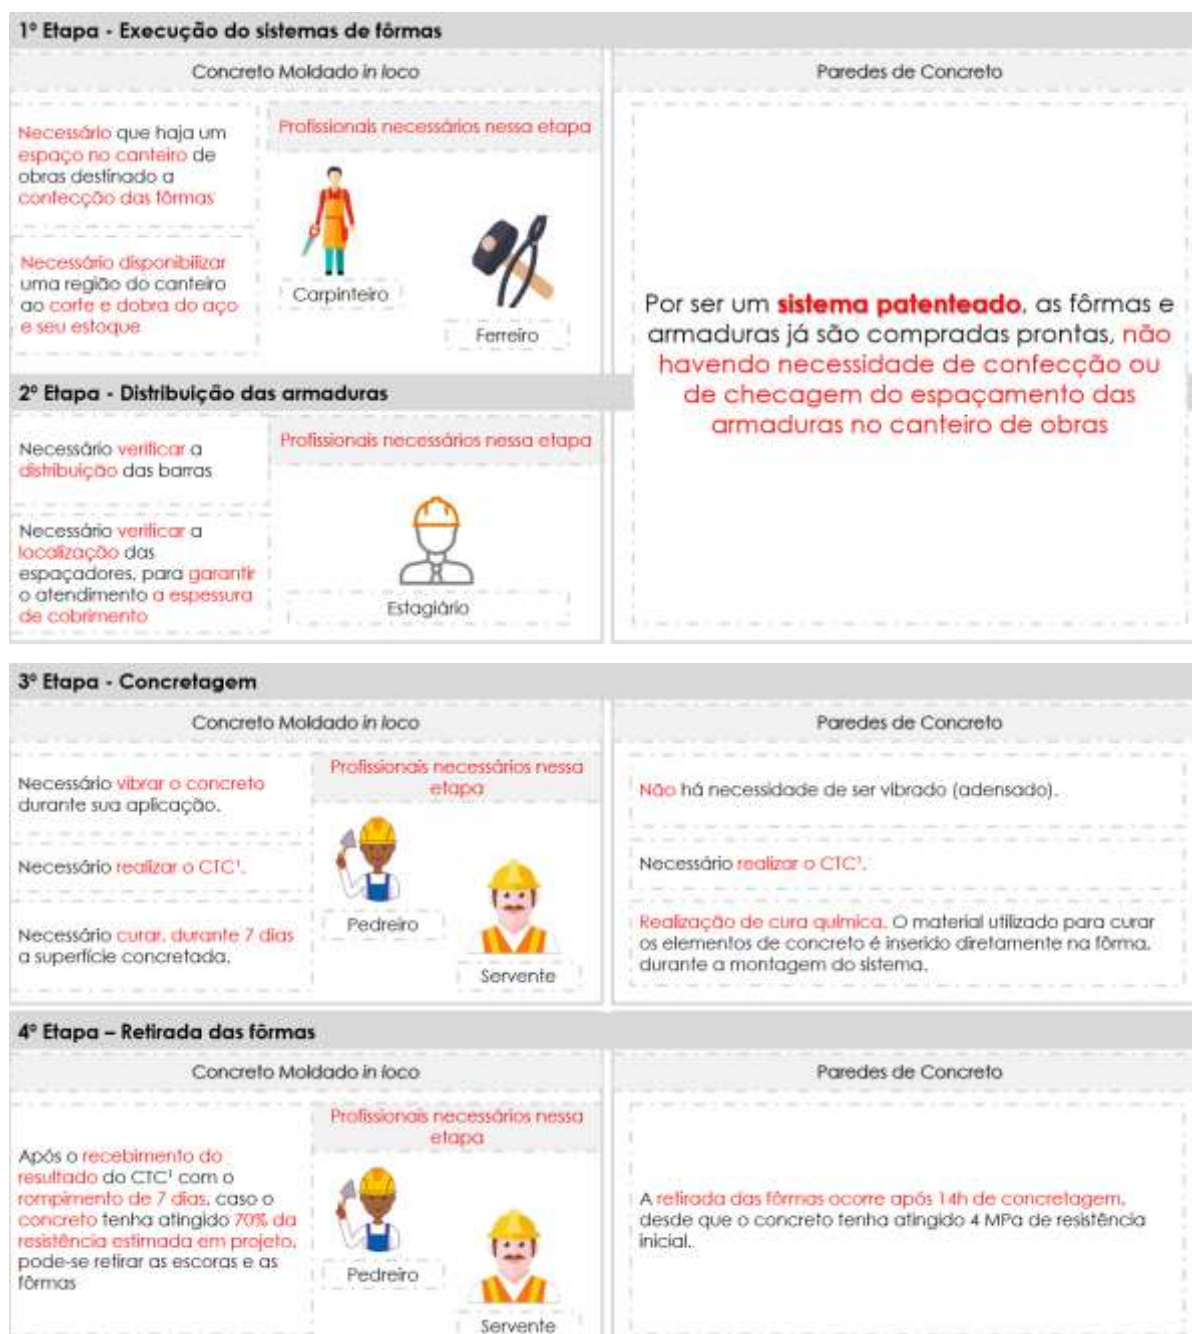 1º Etapa - Execução do sistemas de fôrmas
Concreto Moldado in loco
Necessário que haja um
espaço no canteiro de
obras destinado a
confecção das fôrmas
Necessário disponibilizar
uma região do canteiro
ao corte e dobra do aço
e seu estoque
Profissionais necessários nessa etapa
Carpinteiro
Ferreiro
2º Etapa - Distribuição das armaduras
Necessário verificar a
distribuição das barras
Necessário verificar a
localização das
espaçadores, para garantir
o atendimento a espessura
de cobrimento
Profissionais necessários nessa etapa
Estagiário
Paredes de Concreto
Por ser um sistema patenteado, as fôrmas e
armaduras já são compradas prontas, não
havendo necessidade de confecção ou
de checagem do espaçamento das
armaduras no canteiro de obras
3º Etapa - Concretagem
Concreto Moldado in loco
Necessário vibrar o concreto
durante sua aplicação.
Necessário realizar o CTC¹.
Necessário curar, durante 7 dias
a superfície concretada.
Profissionais necessários nessa
etapa
Pedreiro
Servente
Paredes de Concreto
Não há necessidade de ser vibrado (adensado).
Necessário realizar o CTC¹.
Realização de cura química. O material utilizado para curar
os elementos de concreto é inserido diretamente na fôrma,
durante a montagem do sistema.
4º Etapa – Retirada das fôrmas
Concreto Moldado in loco
Após o recebimento do
resultado do CTC¹ com o
rompimento de 7 dias, caso o
concreto tenha atingido 70% da
resistência estimada em projeto,
pode-se retirar as escoras e as
fôrmas
Profissionais necessários nessa
etapa
Pedreiro
Servente
Paredes de Concreto
A retirada das fôrmas ocorre após 14h de concretagem,
desde que o concreto tenha atingido 4 MPa de resistência
inicial.